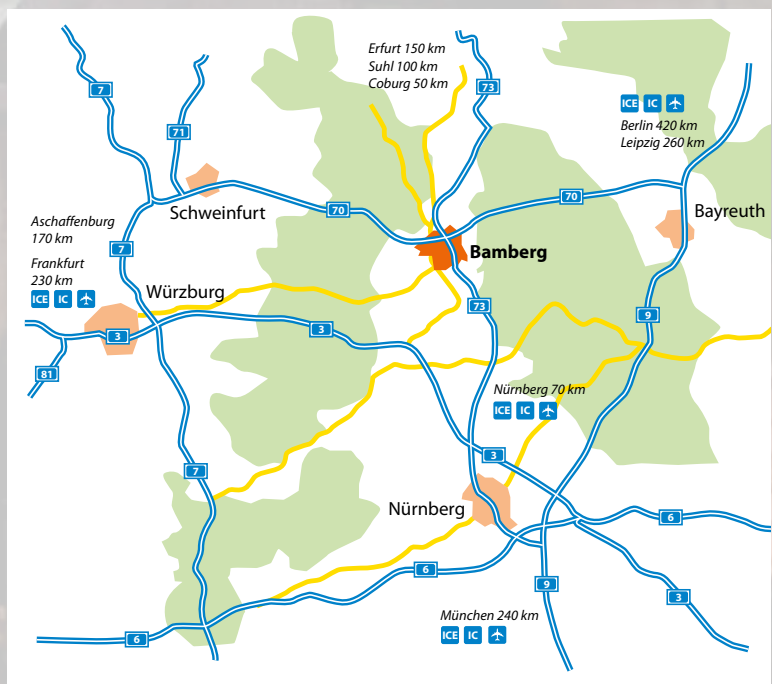 7
71
73
Erfurt 150 km
Suhl 100 km
Coburg 50 km
ICE IC
Berlin 420 km
Leipzig 260 km
Schweinfurt
70
70
Bayreuth
Aschaffenburg
170 km
7
Bamberg
Frankfurt
230 km
ICE IC
Würzburg
73
9
3
3
81
Nürnberg 70 km
ICE IC
3
7
Nürnberg
6
6
9
3
München 240 km
ICE IC
6